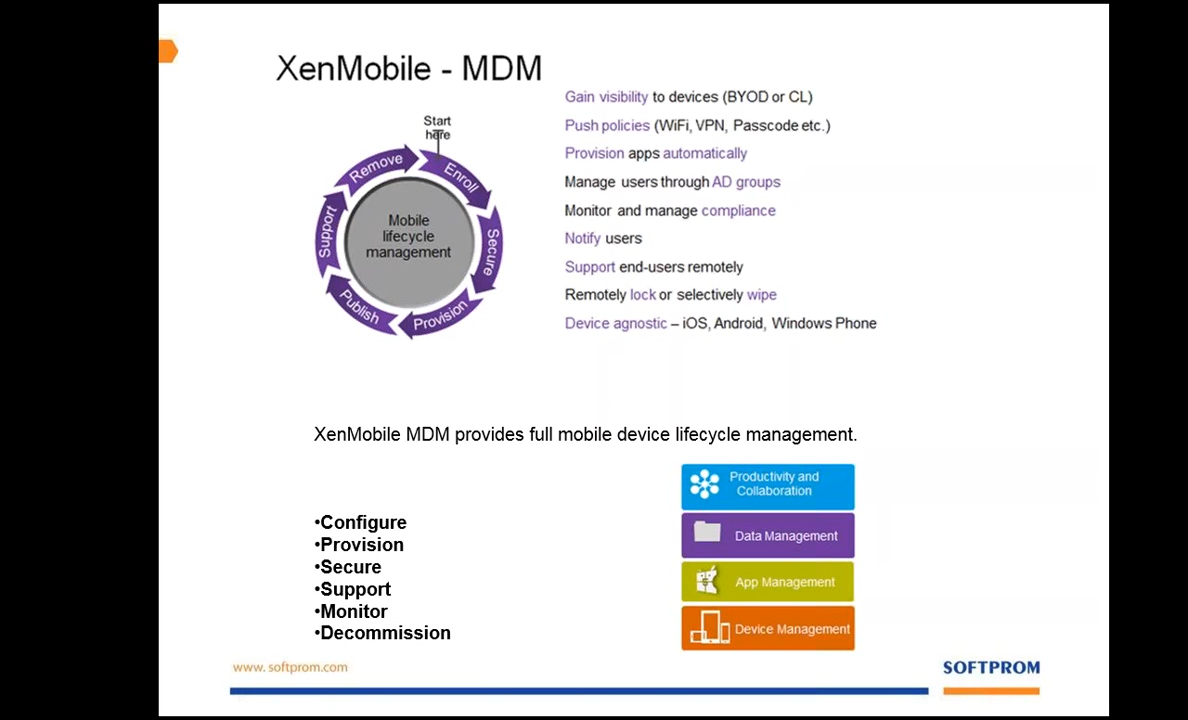 XenMobile - MDM
Gain visibility to devices (BYOD or CL)
Push policies (WiFi, VPN, Passcode etc.)
Provision apps automatically
Manage users through AD groups
Monitor and manage compliance
Notify users
Support end-users remotely
Remotely lock or selectively wipe
Device agnostic – iOS, Android, Windows Phone
Start
here
Enroll
Secure
Provision
Publish
Support
Remove
Mobile
lifecycle
management
XenMobile MDM provides full mobile device lifecycle management.
•Configure
•Provision
•Secure
•Support
•Monitor
•Decommission
Productivity and
Collaboration
Data Management
App Management
Device Management
www. softprom.com
SOFTPROM